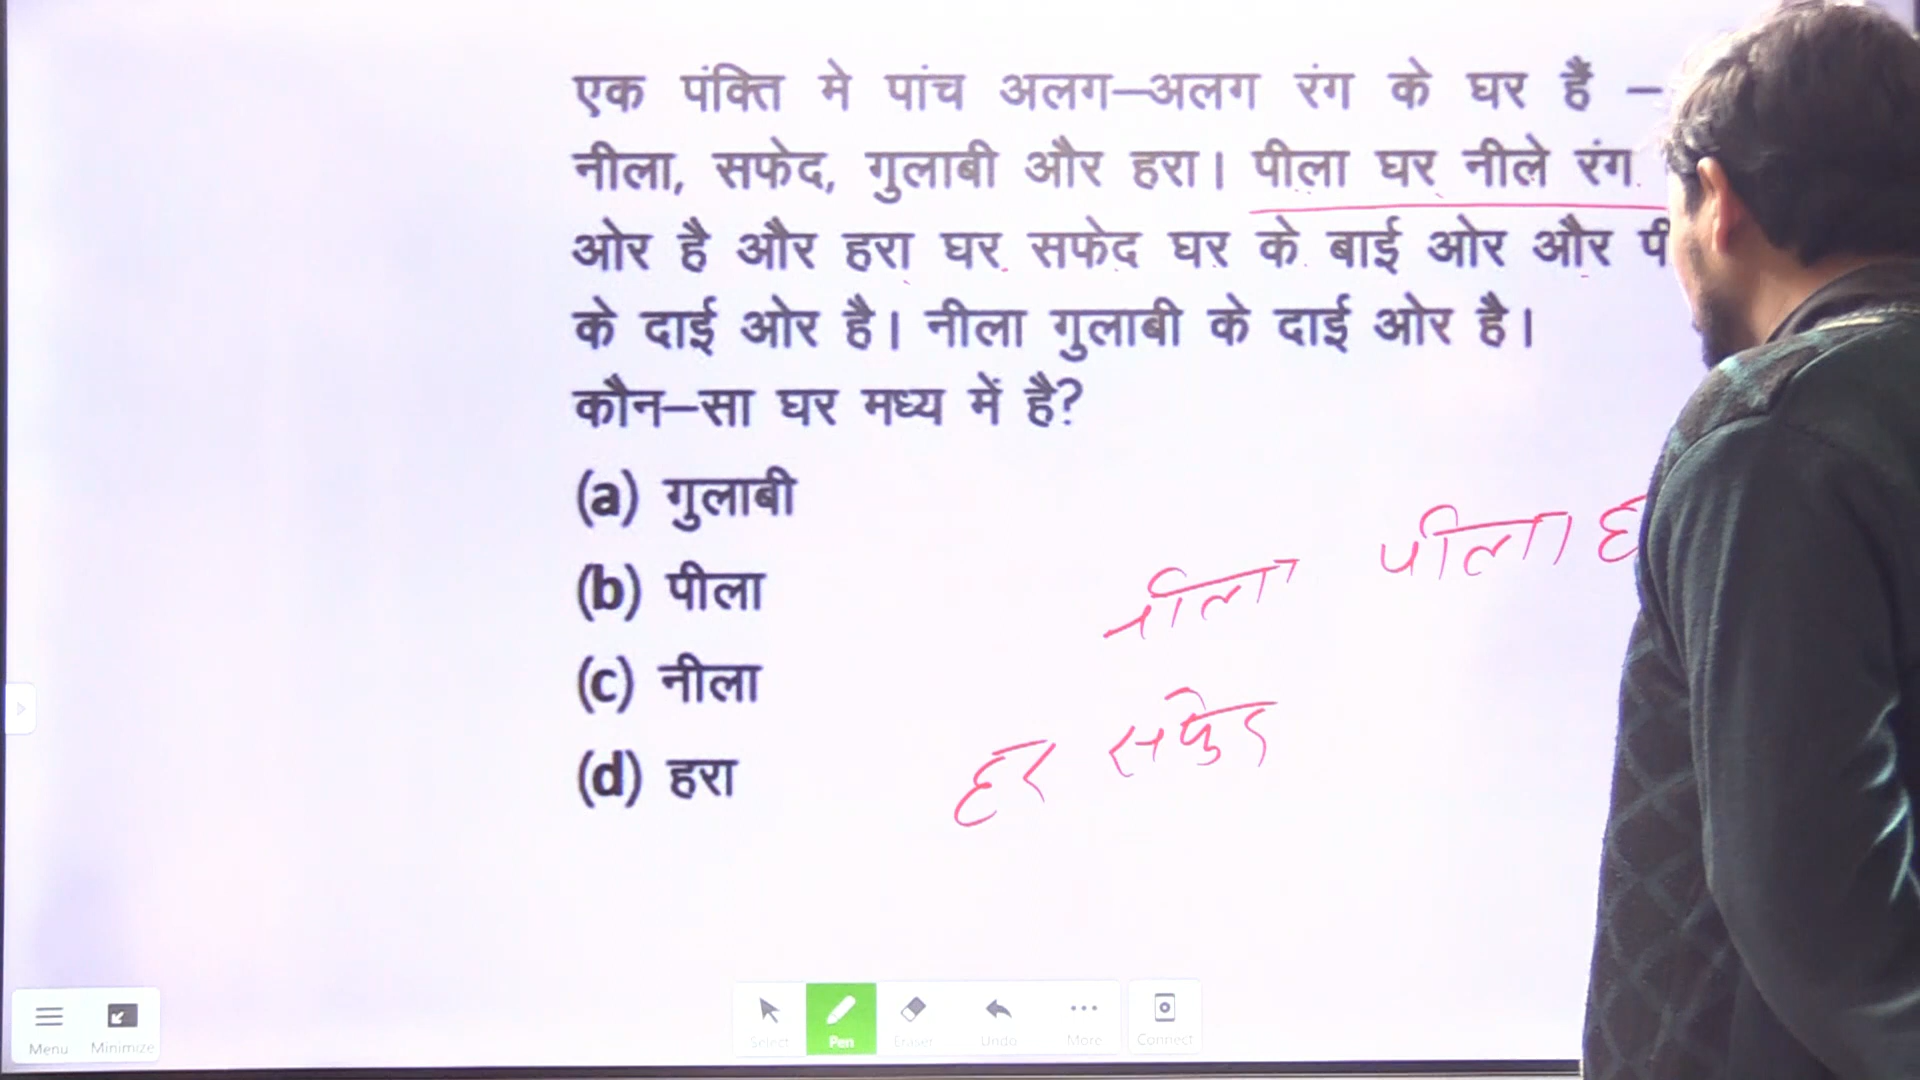 एक पंक्ति मे पांच अलग–अलग रंग के घर हैं –
नीला, सफेद, गुलाबी और हरा। पीला घर नीले रंग
ओर है और हरा घर सफेद घर के बाई ओर और
के दाई ओर है। नीला गुलाबी के दाई ओर है।
कौन–सा घर मध्य में है?
(a) गुलाबी
(b) पीला
(c) नीला
(d) हरा
नीला पीला
हर सफेद
Menu Minimize Select Pen Eraser Undo More Connect